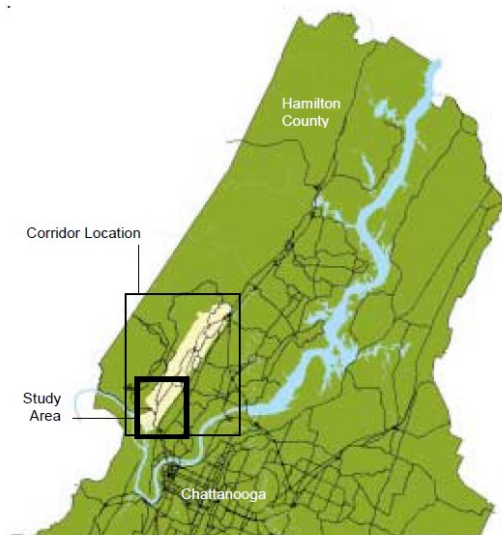 Hamilton
County
Corridor Location
Study
Area
Chattanooga